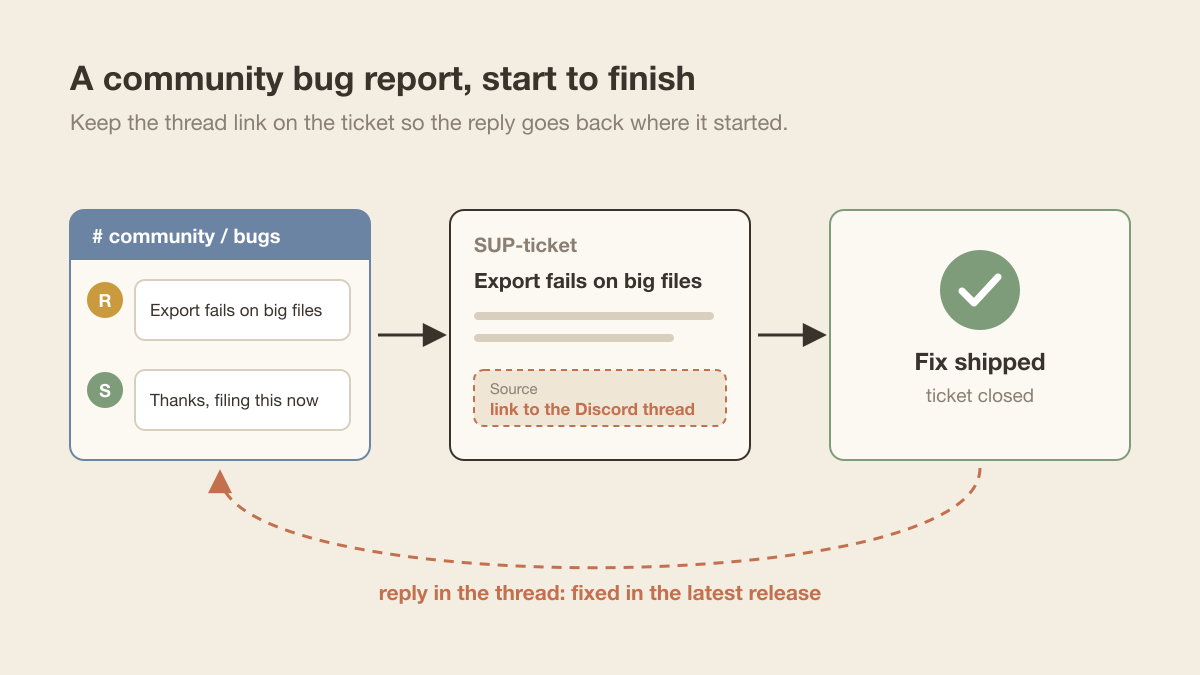 A community bug report, start to finish
Keep the thread link on the ticket so the reply goes back where it started.
# community / bugs
R
Export fails on big files
S
Thanks, filing this now
SUP-ticket
Export fails on big files
Source
link to the Discord thread
Fix shipped
ticket closed
reply in the thread: fixed in the latest release